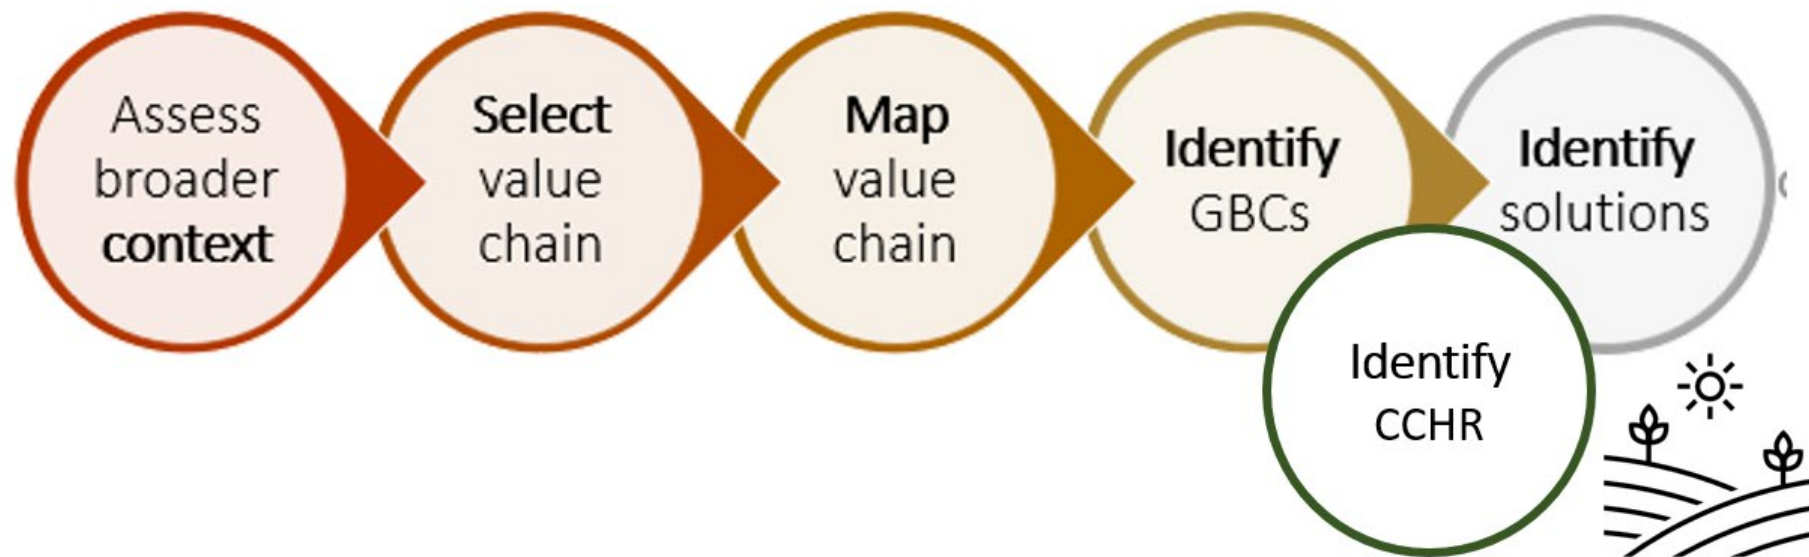 Assess
broader
context
Select
value
chain
Map
value
chain
Identify
GBCs
Identify
solutions
Identify
CCHR